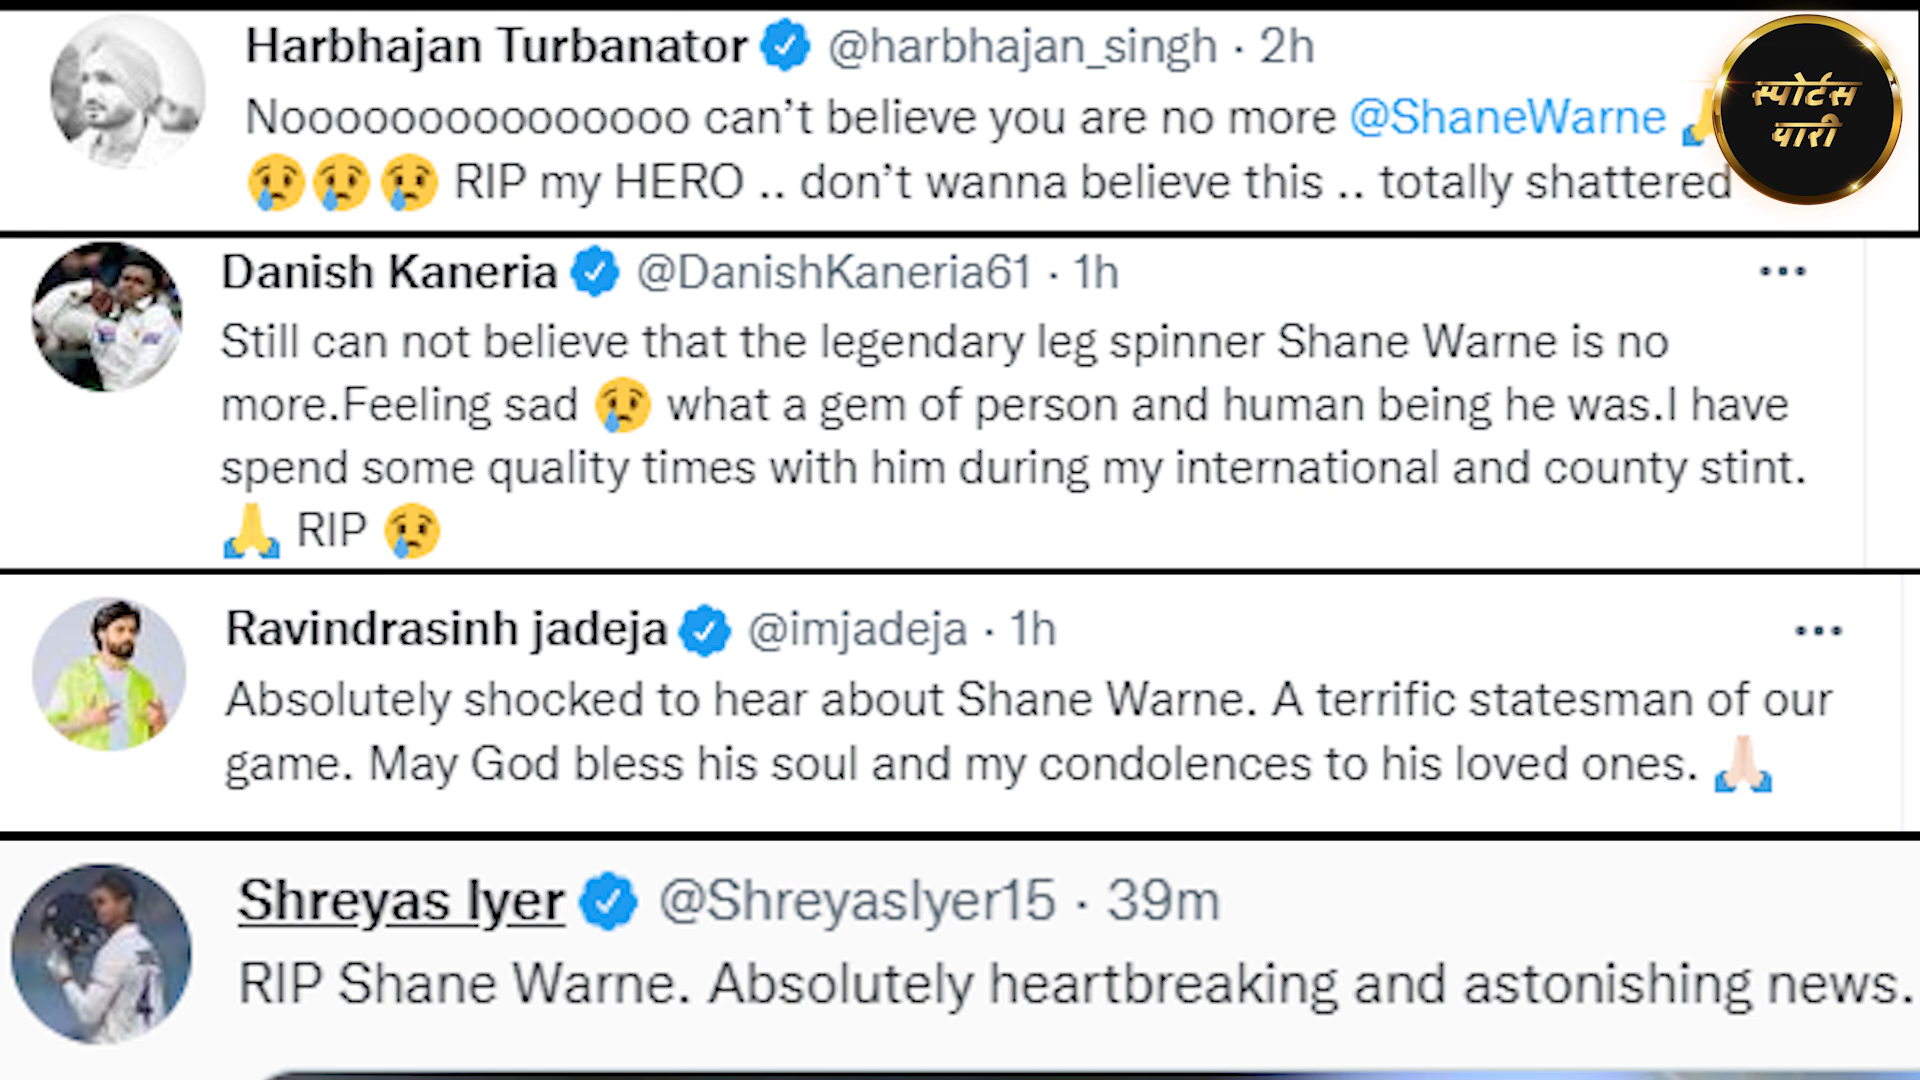 Harbhajan Turbanator @harbhajan_singh · 2h
Nooooooooooooooo can't believe you are no more @ShaneWarne 🙏
😢😢😢 RIP my HERO .. don't wanna believe this .. totally shattered
स्पोर्टस
पारी
Danish Kaneria @DanishKaneria61 · 1h
Still can not believe that the legendary leg spinner Shane Warne is no
more.Feeling sad 😢 what a gem of person and human being he was.I have
spend some quality times with him during my international and county stint.
🙏 RIP 😢
Ravindrasinh jadeja @imjadeja · 1h
Absolutely shocked to hear about Shane Warne. A terrific statesman of our
game. May God bless his soul and my condolences to his loved ones. 🙏🏻
Shreyas Iyer @ShreyasIyer15 · 39m
RIP Shane Warne. Absolutely heartbreaking and astonishing news.